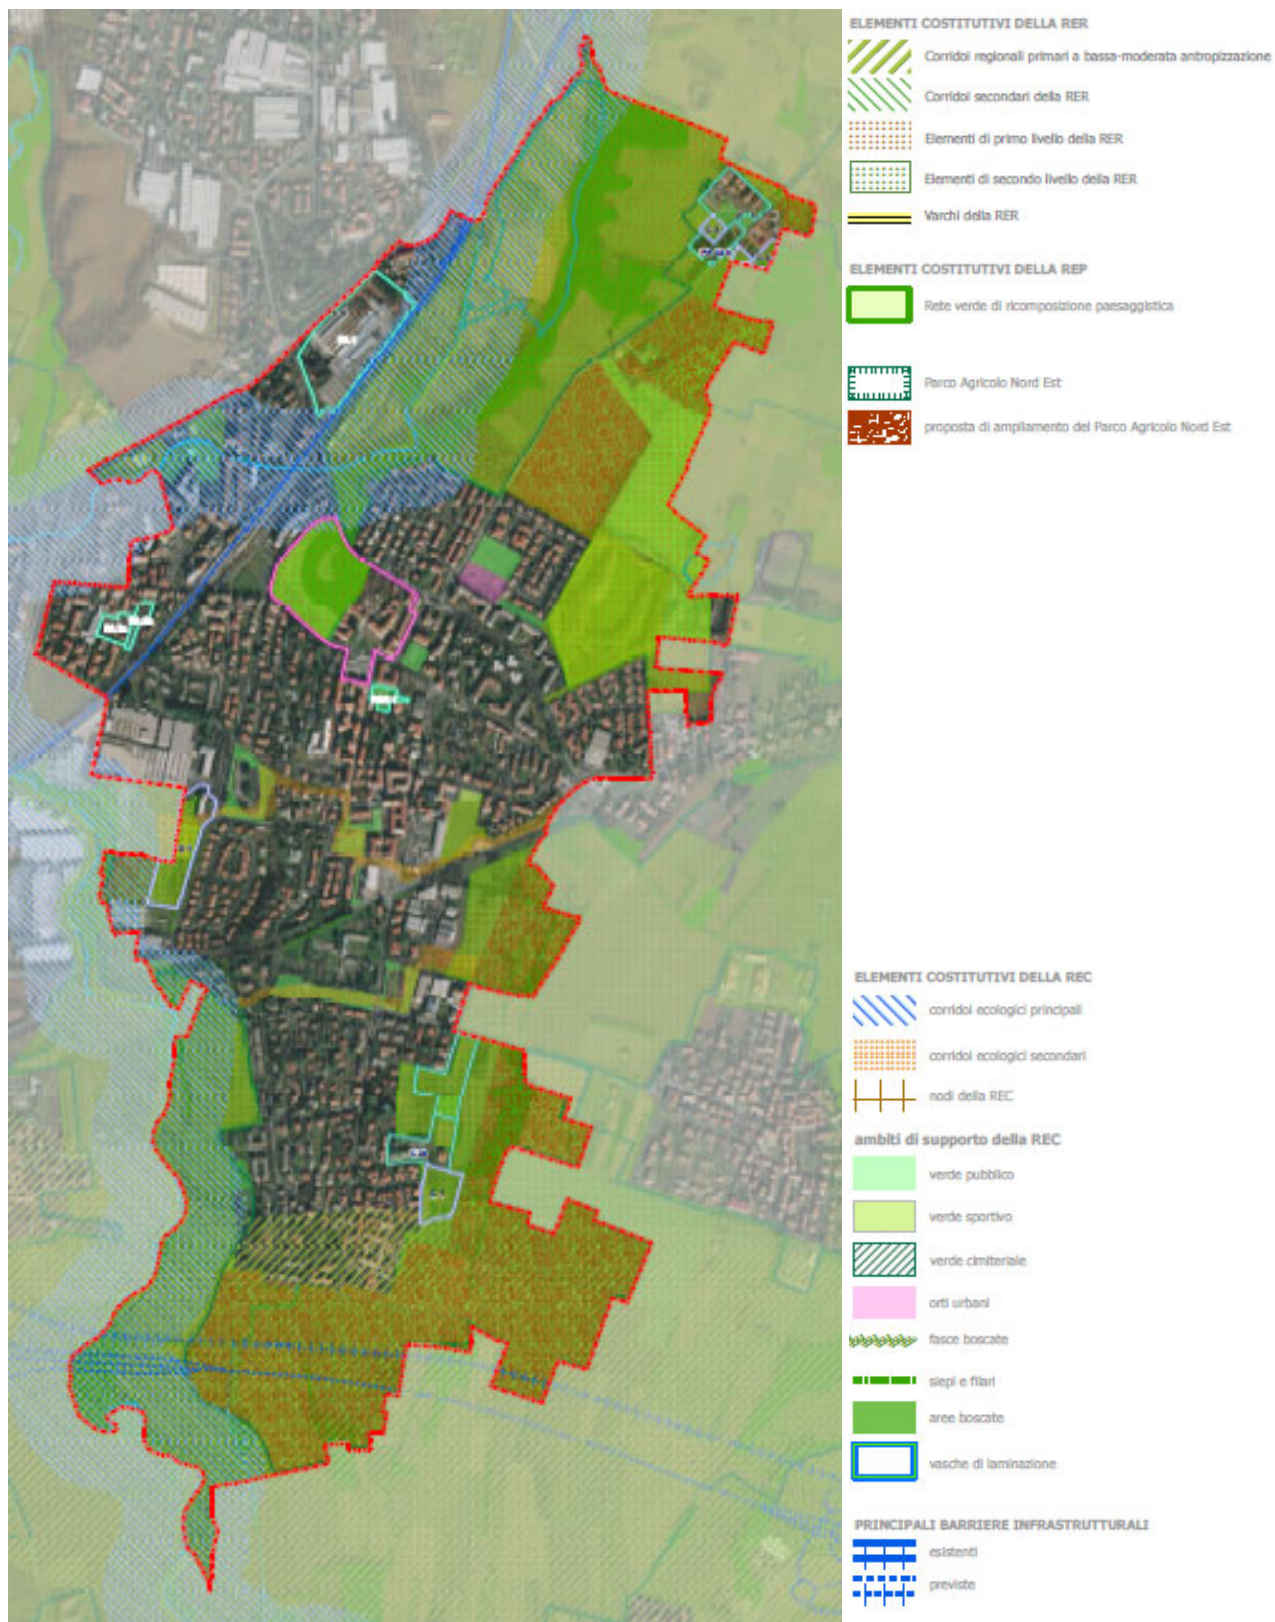 ELEMENTI COSTITUTIVI DELLA RER
Corridoi regionali primari a bassa-moderata antropizzazione
Corridoi secondari della RER
Elementi di primo livello della RER
Elementi di secondo livello della RER
Varchi della RER
ELEMENTI COSTITUTIVI DELLA REP
Rete verde di ricomposizione paesaggistica
Parco Agricolo Nord Est
proposta di ampliamento del Parco Agricolo Nord Est
ELEMENTI COSTITUTIVI DELLA REC
corridoi ecologici principali
corridoi ecologici secondari
nodi della REC
ambiti di supporto della REC
verde pubblico
verde sportivo
verde cimiteriale
orti urbani
fasce boscate
siepi e filari
aree boscate
vasche di laminazione
PRINCIPALI BARRIERE INFRASTRUTTURALI
esistenti
previste